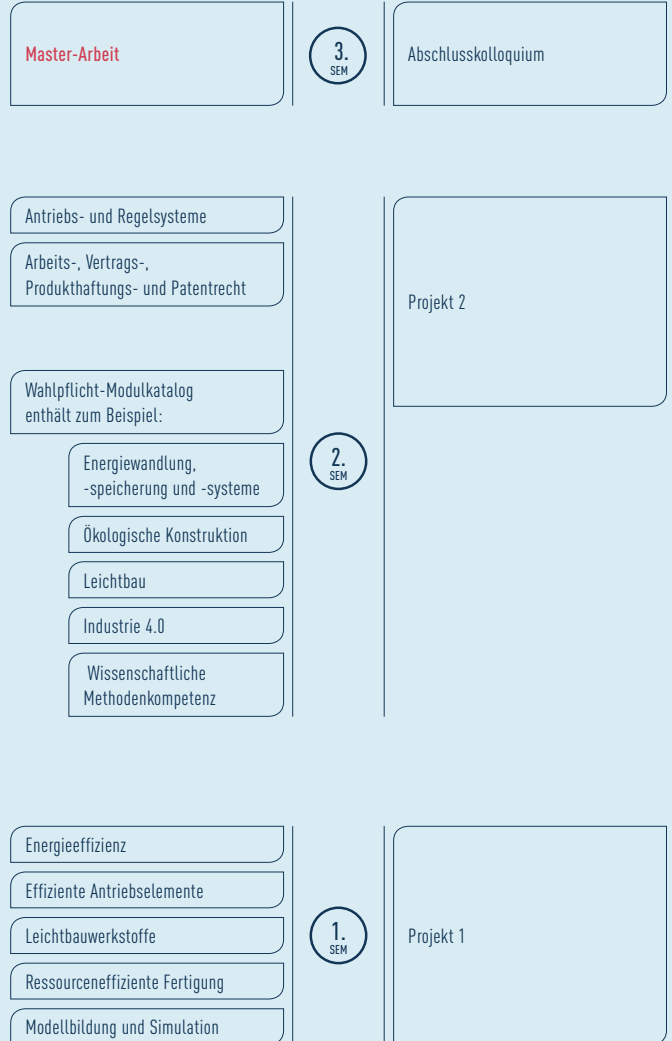 Master-Arbeit
3.
SEM
Abschlusskolloquium
Antriebs- und Regelsysteme
Arbeits-, Vertrags-,
Produkthaftungs- und Patentrecht
Projekt 2
Wahlpflicht-Modulkatalog
enthält zum Beispiel:
2.
SEM
Energiewandlung,
-speicherung und -systeme
Ökologische Konstruktion
Leichtbau
Industrie 4.0
Wissenschaftliche
Methodenkompetenz
Energieeffizienz
Effiziente Antriebselemente
Leichtbauwerkstoffe
Ressourceneffiziente Fertigung
Modellbildung und Simulation
1.
SEM
Projekt 1